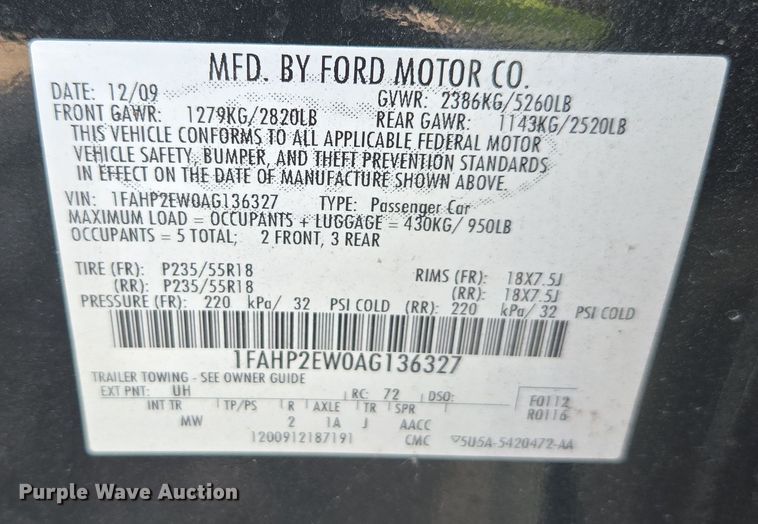 MFD. BY FORD MOTOR CO.
DATE: 12/09 GVWR: 2386KG/5260LB
FRONT GAWR: 1279KG/2820LB REAR GAWR: 1143KG/2520LB
THIS VEHICLE CONFORMS TO ALL APPLICABLE FEDERAL MOTOR
VEHICLE SAFETY, BUMPER, AND THEFT PREVENTION STANDARDS
IN EFFECT ON THE DATE OF MANUFACTURE SHOWN ABOVE.
VIN: 1FAHP2EW0AG136327 TYPE: Passenger Car
MAXIMUM LOAD = OCCUPANTS + LUGGAGE = 430KG/ 950LB
OCCUPANTS = 5 TOTAL; 2 FRONT, 3 REAR
TIRE (FR): P235/55R18 RIMS (FR): 18X7.5J
(RR): P235/55R18 (RR): 18X7.5J
PRESSURE (FR): 220 kPa/ 32 PSI COLD (RR): 220 kPa/ 32 PSI COLD
1FAHP2EW0AG136327
TRAILER TOWING - SEE OWNER GUIDE
EXT PNT: UH RC: 72 DSO: F0112
INT TR TP/PS R AXLE TR SPR R0116
MW 2 1A J AACC
1200912187191 CMC 5U5A-5420472-AA
Purple Wave Auction